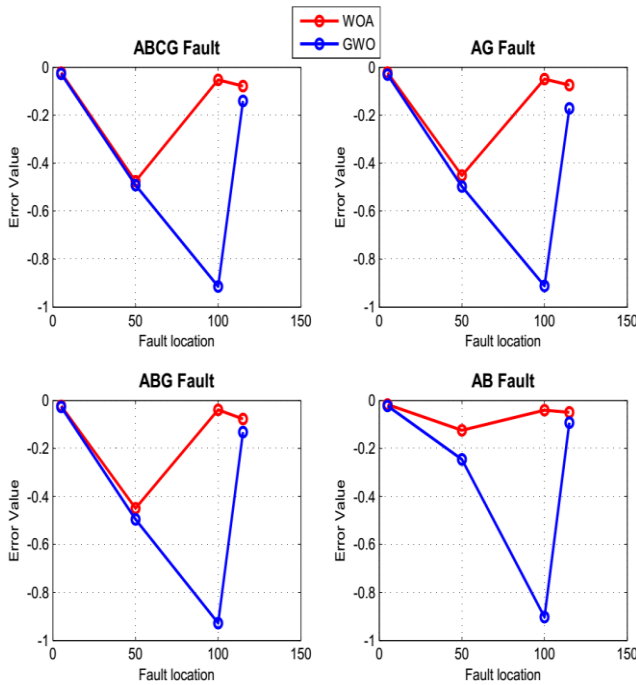 WOA
GWO
ABCG Fault
0
-0.2
-0.4
-0.6
-0.8
-1
0
50
100
150
Error Value
Fault location
AG Fault
0
-0.2
-0.4
-0.6
-0.8
-1
0
50
100
150
Error Value
Fault location
ABG Fault
0
-0.2
-0.4
-0.6
-0.8
-1
0
50
100
150
Error Value
Fault location
AB Fault
0
-0.2
-0.4
-0.6
-0.8
-1
0
50
100
150
Error Value
Fault location